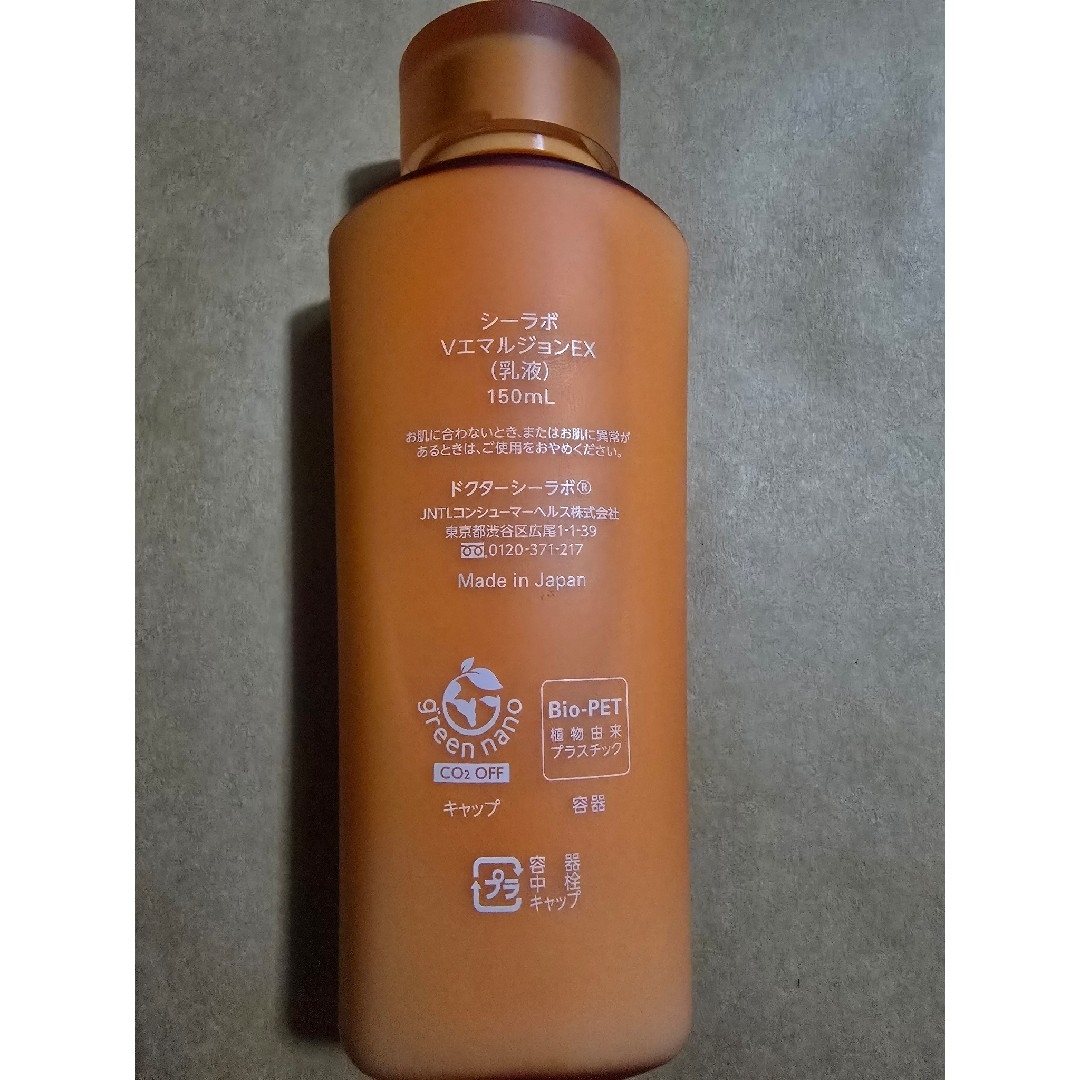 シーラボ
VエマルジョンEX
(乳液)
150mL
お肌に合わないとき、またはお肌に異常が
あるときは、ご使用をおやめください。
ドクターシーラボ®
JNTLコンシューマーヘルス株式会社
東京都渋谷区広尾1-1-39
0120-371-217
Made in Japan
green nano
CO₂ OFF
キャップ
Bio-PET
植物由来
プラスチック
容器
プラ
容器
中栓
キャップ